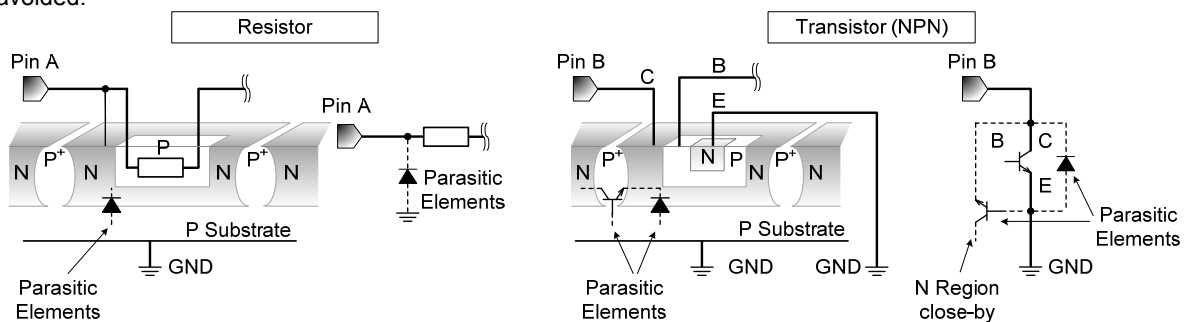 avoided.
Resistor
Transistor (NPN)
Pin A
Pin A
N
P+
N
P
N
P+
N
Parasitic
Elements
P Substrate
GND
Parasitic
Elements
Pin B
C
B
E
N
P+
N
N
P
P+
N
N
P Substrate
GND
GND
Parasitic
Elements
Pin B
B
C
E
Parasitic
Elements
GND
N Region
close-by